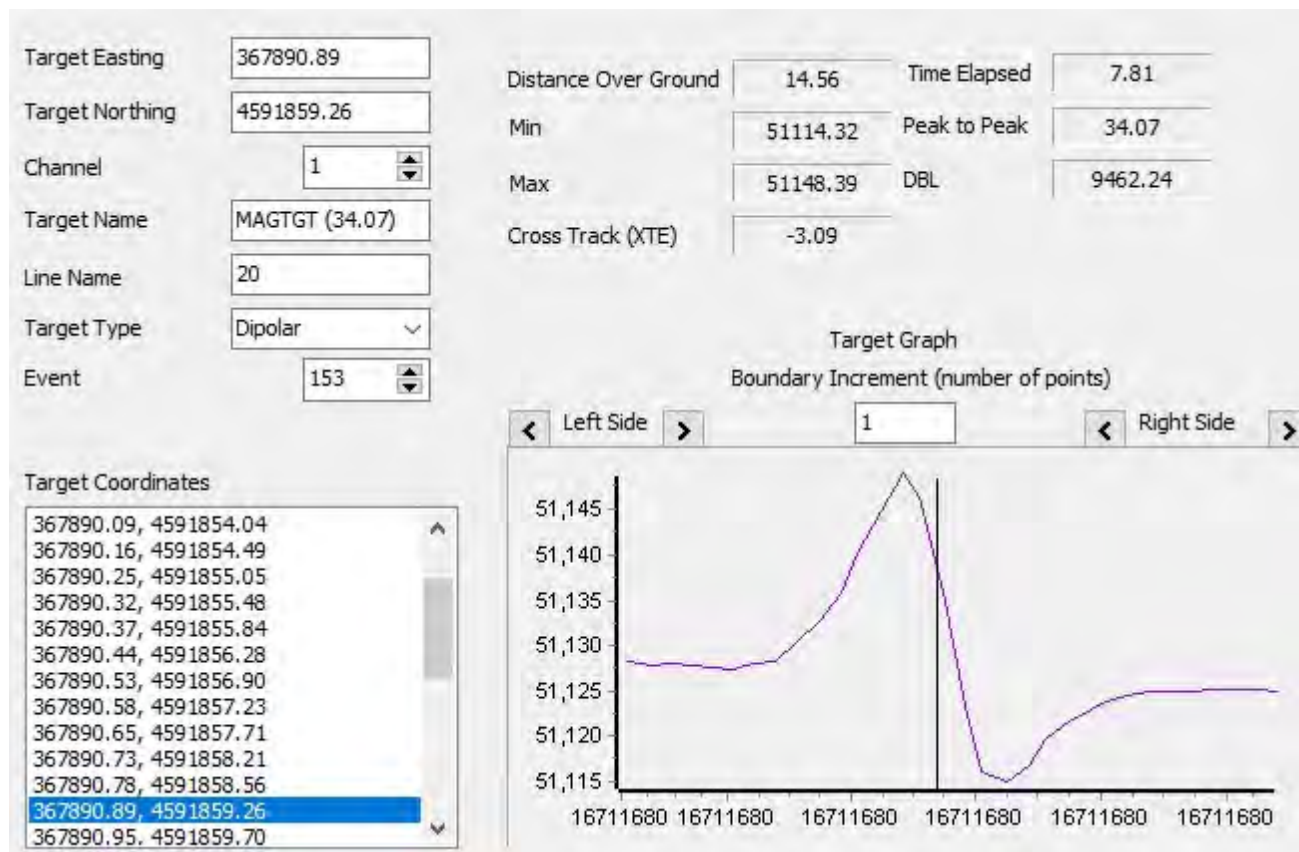 Target Easting 367890.89
Target Northing 4591859.26
Channel 1
Target Name MAGTGT (34.07)
Line Name 20
Target Type Dipolar
Event 153
Distance Over Ground 14.56 Time Elapsed 7.81
Min 51114.32 Peak to Peak 34.07
Max 51148.39 DBL 9462.24
Cross Track (XTE) -3.09
Target Coordinates
367890.09, 4591854.04
367890.16, 4591854.49
367890.25, 4591855.05
367890.32, 4591855.48
367890.37, 4591855.84
367890.44, 4591856.28
367890.53, 4591856.90
367890.58, 4591857.23
367890.65, 4591857.71
367890.73, 4591858.21
367890.78, 4591858.56
367890.89, 4591859.26
367890.95, 4591859.70
Target Graph
Boundary Increment (number of points)
< Left Side > 1 < Right Side >
51,145
51,140
51,135
51,130
51,125
51,120
51,115
16711680 16711680 16711680 16711680 16711680 16711680